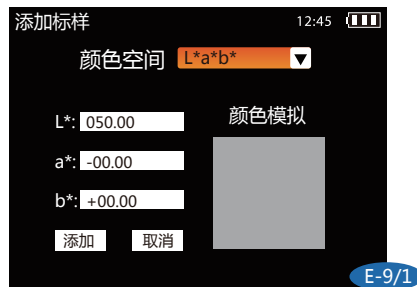 添加标样 12:45
颜色空间 L*a*b*
L*: 050.00
颜色模拟
a*: -00.00
b*: +00.00
添加 取消
E-9/1